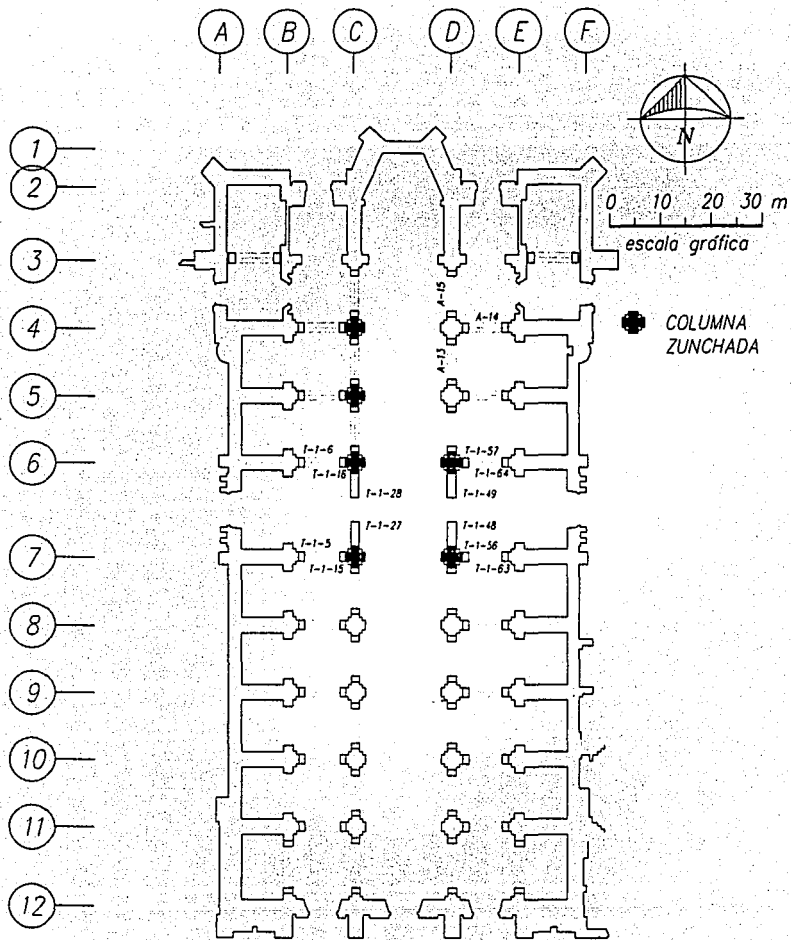 A B C D E F
1
2
N
0 10 20 30 m
escala gráfica
3
A-15
4
A-14
COLUMNA
ZUNCHADA
A-13
5
6
T-1-6
T-1-57
T-1-16
T-1-64
T-1-28
T-1-49
T-1-27
T-1-48
7
T-1-5
T-1-56
T-1-15
T-1-63
8
9
10
11
12